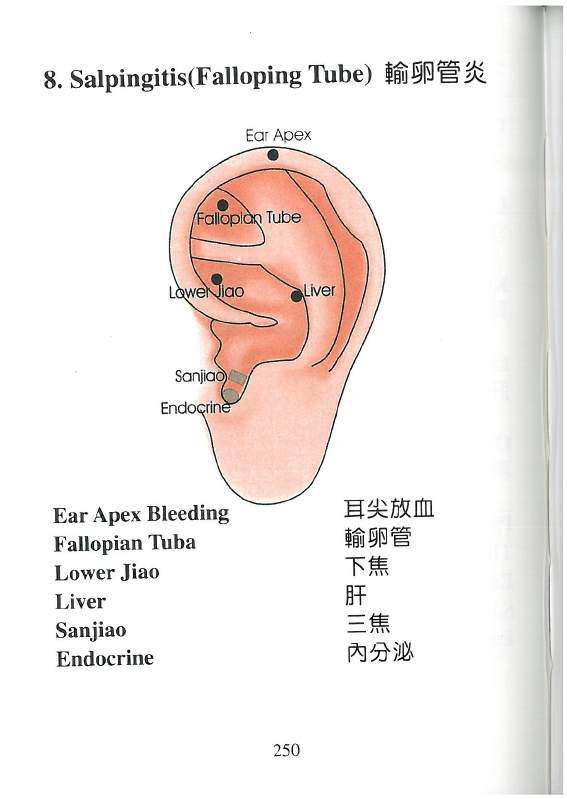 8. Salpingitis(Falloping Tube) 輸卵管炎
Ear Apex
Fallopian Tube
Lower Jiao
Liver
Sanjiao
Endocrine
Ear Apex Bleeding 耳尖放血
Fallopian Tuba 輸卵管
Lower Jiao 下焦
Liver 肝
Sanjiao 三焦
Endocrine 內分泌
250